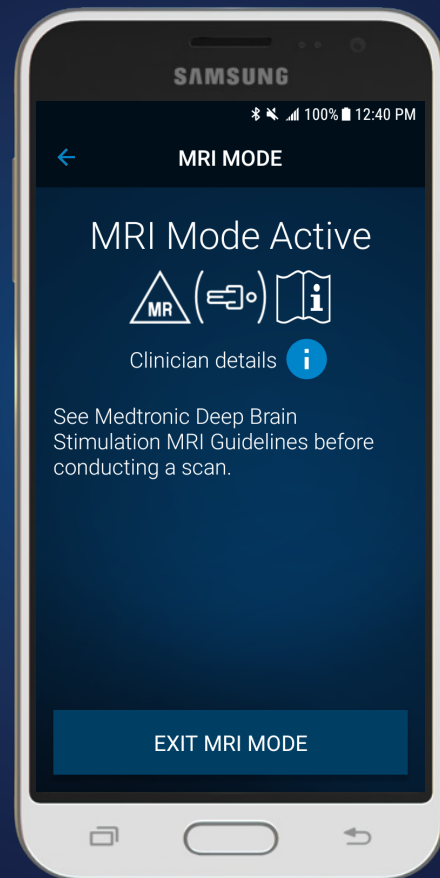 SAMSUNG
100% 12:40 PM
MRI MODE
MRI Mode Active
MR i
Clinician details i
See Medtronic Deep Brain
Stimulation MRI Guidelines before
conducting a scan.
EXIT MRI MODE